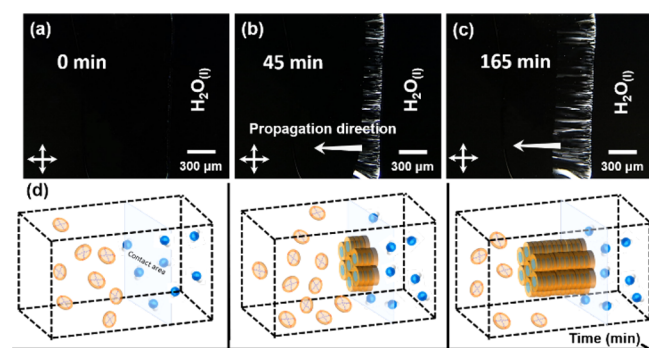 (a)
0 min
H₂O(l)
300 μm
(b)
45 min
H₂O(l)
Propagation direction
300 μm
(c)
165 min
H₂O(l)
300 μm
(d)
Contact area
Time (min)